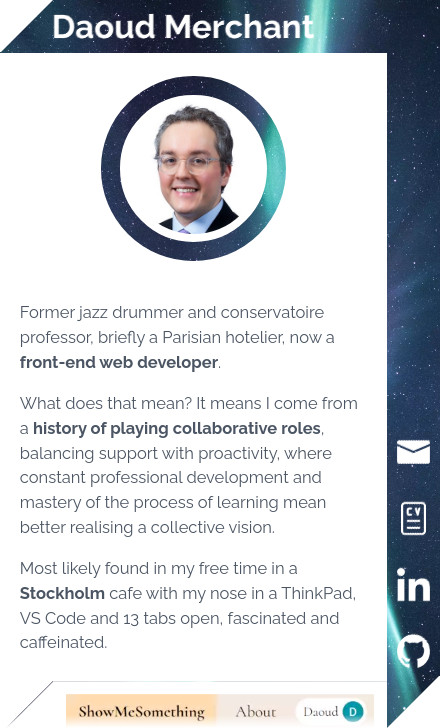 Daoud Merchant
Former jazz drummer and conservatoire
professor, briefly a Parisian hotelier, now a
front-end web developer.
What does that mean? It means I come from
a history of playing collaborative roles,
balancing support with proactivity, where
constant professional development and
mastery of the process of learning mean
better realising a collective vision.
Most likely found in my free time in a
Stockholm cafe with my nose in a ThinkPad,
VS Code and 13 tabs open, fascinated and
caffeinated.
CV
in
ShowMeSomething About Daoud D